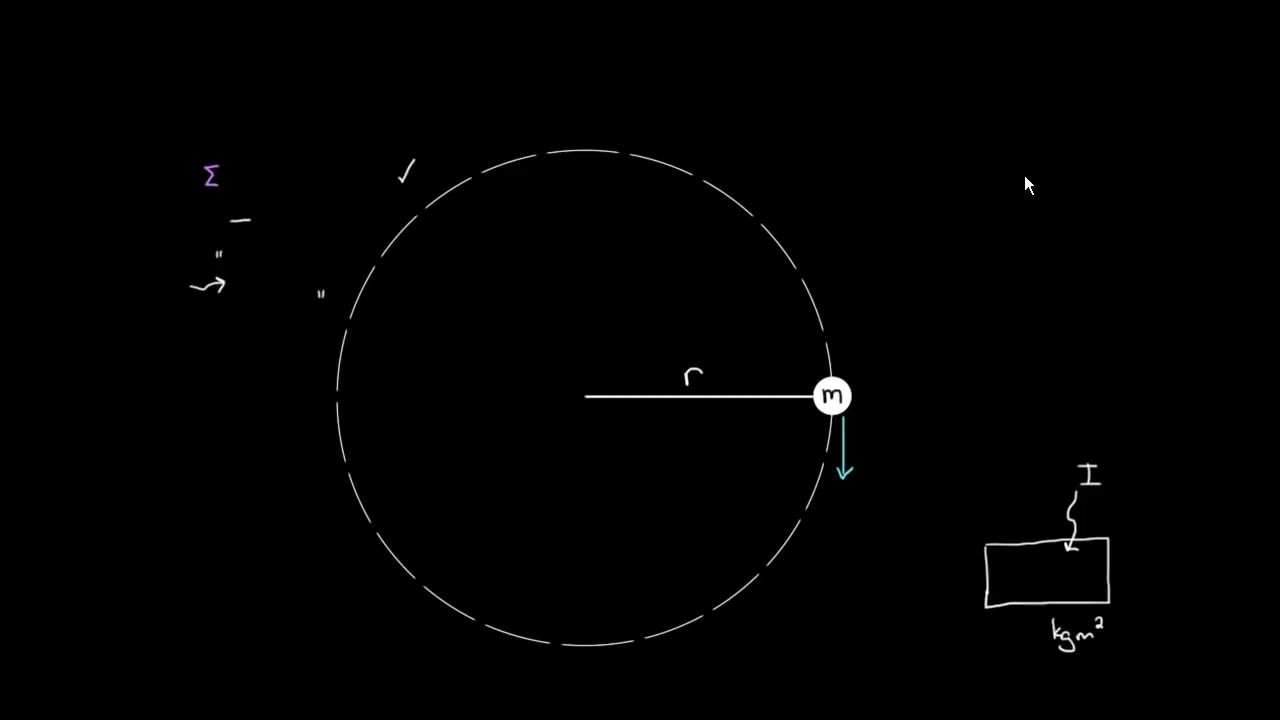 Σ
✓
—
"
"
r
m
I
kgm²